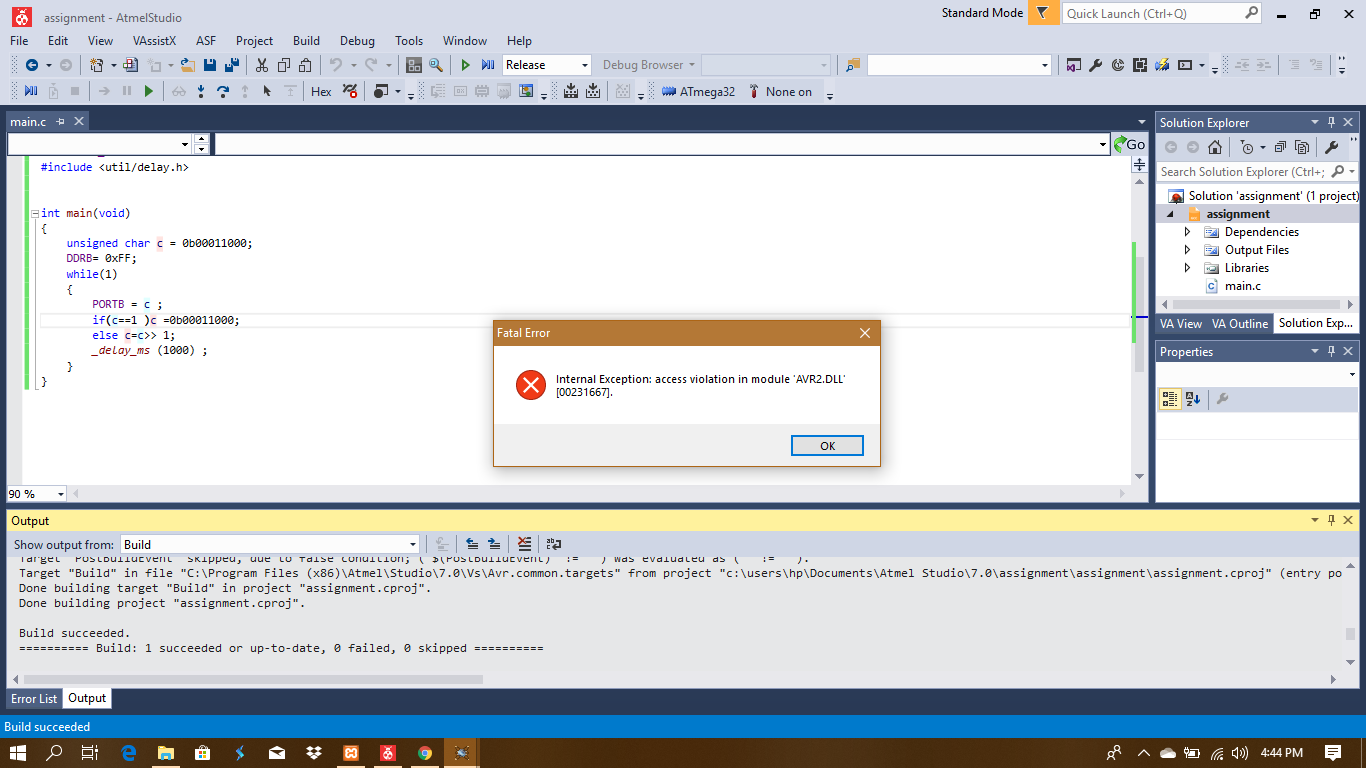 assignment - AtmelStudio
Standard Mode
Quick Launch (Ctrl+Q)
File Edit View VAssistX ASF Project Build Debug Tools Window Help
Release Debug Browser
Hex ATmega32 None on
main.c
Go
#include <util/delay.h>
int main(void)
{
unsigned char c = 0b00011000;
DDRB= 0xFF;
while(1)
{
PORTB = c ;
if(c==1 )c =0b00011000;
else c=c>> 1;
_delay_ms (1000) ;
}
}
90 %
Fatal Error
Internal Exception: access violation in module 'AVR2.DLL'
[00231667].
OK
Solution Explorer
Search Solution Explorer (Ctrl+;
Solution 'assignment' (1 project)
assignment
Dependencies
Output Files
Libraries
main.c
VA View VA Outline Solution Exp...
Properties
Output
Show output from: Build
Target "PostBuildEvent" skipped, due to false condition; ('$(PostBuildEvent)' != '') was evaluated as ('' != '').
Target "Build" in file "C:\Program Files (x86)\Atmel\Studio\7.0\Vs\Avr.common.targets" from project "c:\users\hp\Documents\Atmel Studio\7.0\assignment\assignment\assignment.cproj" (entry po
Done building target "Build" in project "assignment.cproj".
Done building project "assignment.cproj".
Build succeeded.
========== Build: 1 succeeded or up-to-date, 0 failed, 0 skipped ==========
Error List Output
Build succeeded
4:44 PM